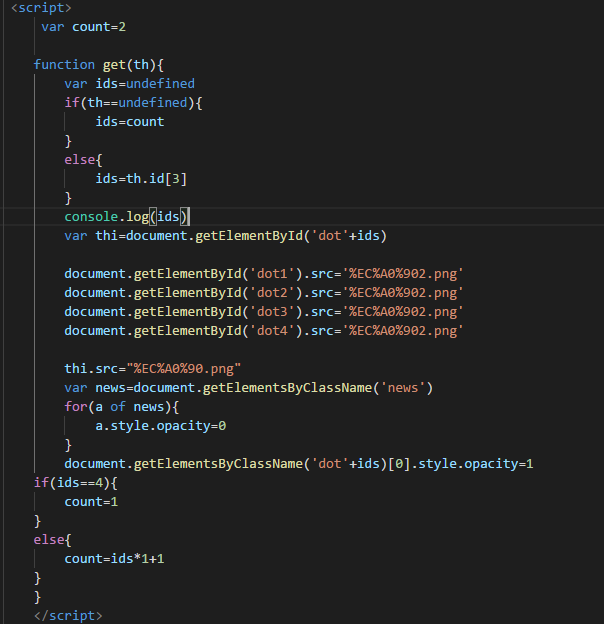 <script>
var count=2
function get(th){
var ids=undefined
if(th==undefined){
ids=count
}
else{
ids=th.id[3]
}
console.log(ids)
var thi=document.getElementById('dot'+ids)
document.getElementById('dot1').src='%EC%A0%902.png'
document.getElementById('dot2').src='%EC%A0%902.png'
document.getElementById('dot3').src='%EC%A0%902.png'
document.getElementById('dot4').src='%EC%A0%902.png'
thi.src="%EC%A0%90.png"
var news=document.getElementsByClassName('news')
for(a of news){
a.style.opacity=0
}
document.getElementsByClassName('dot'+ids)[0].style.opacity=1
if(ids==4){
count=1
}
else{
count=ids*1+1
}
}
</script>